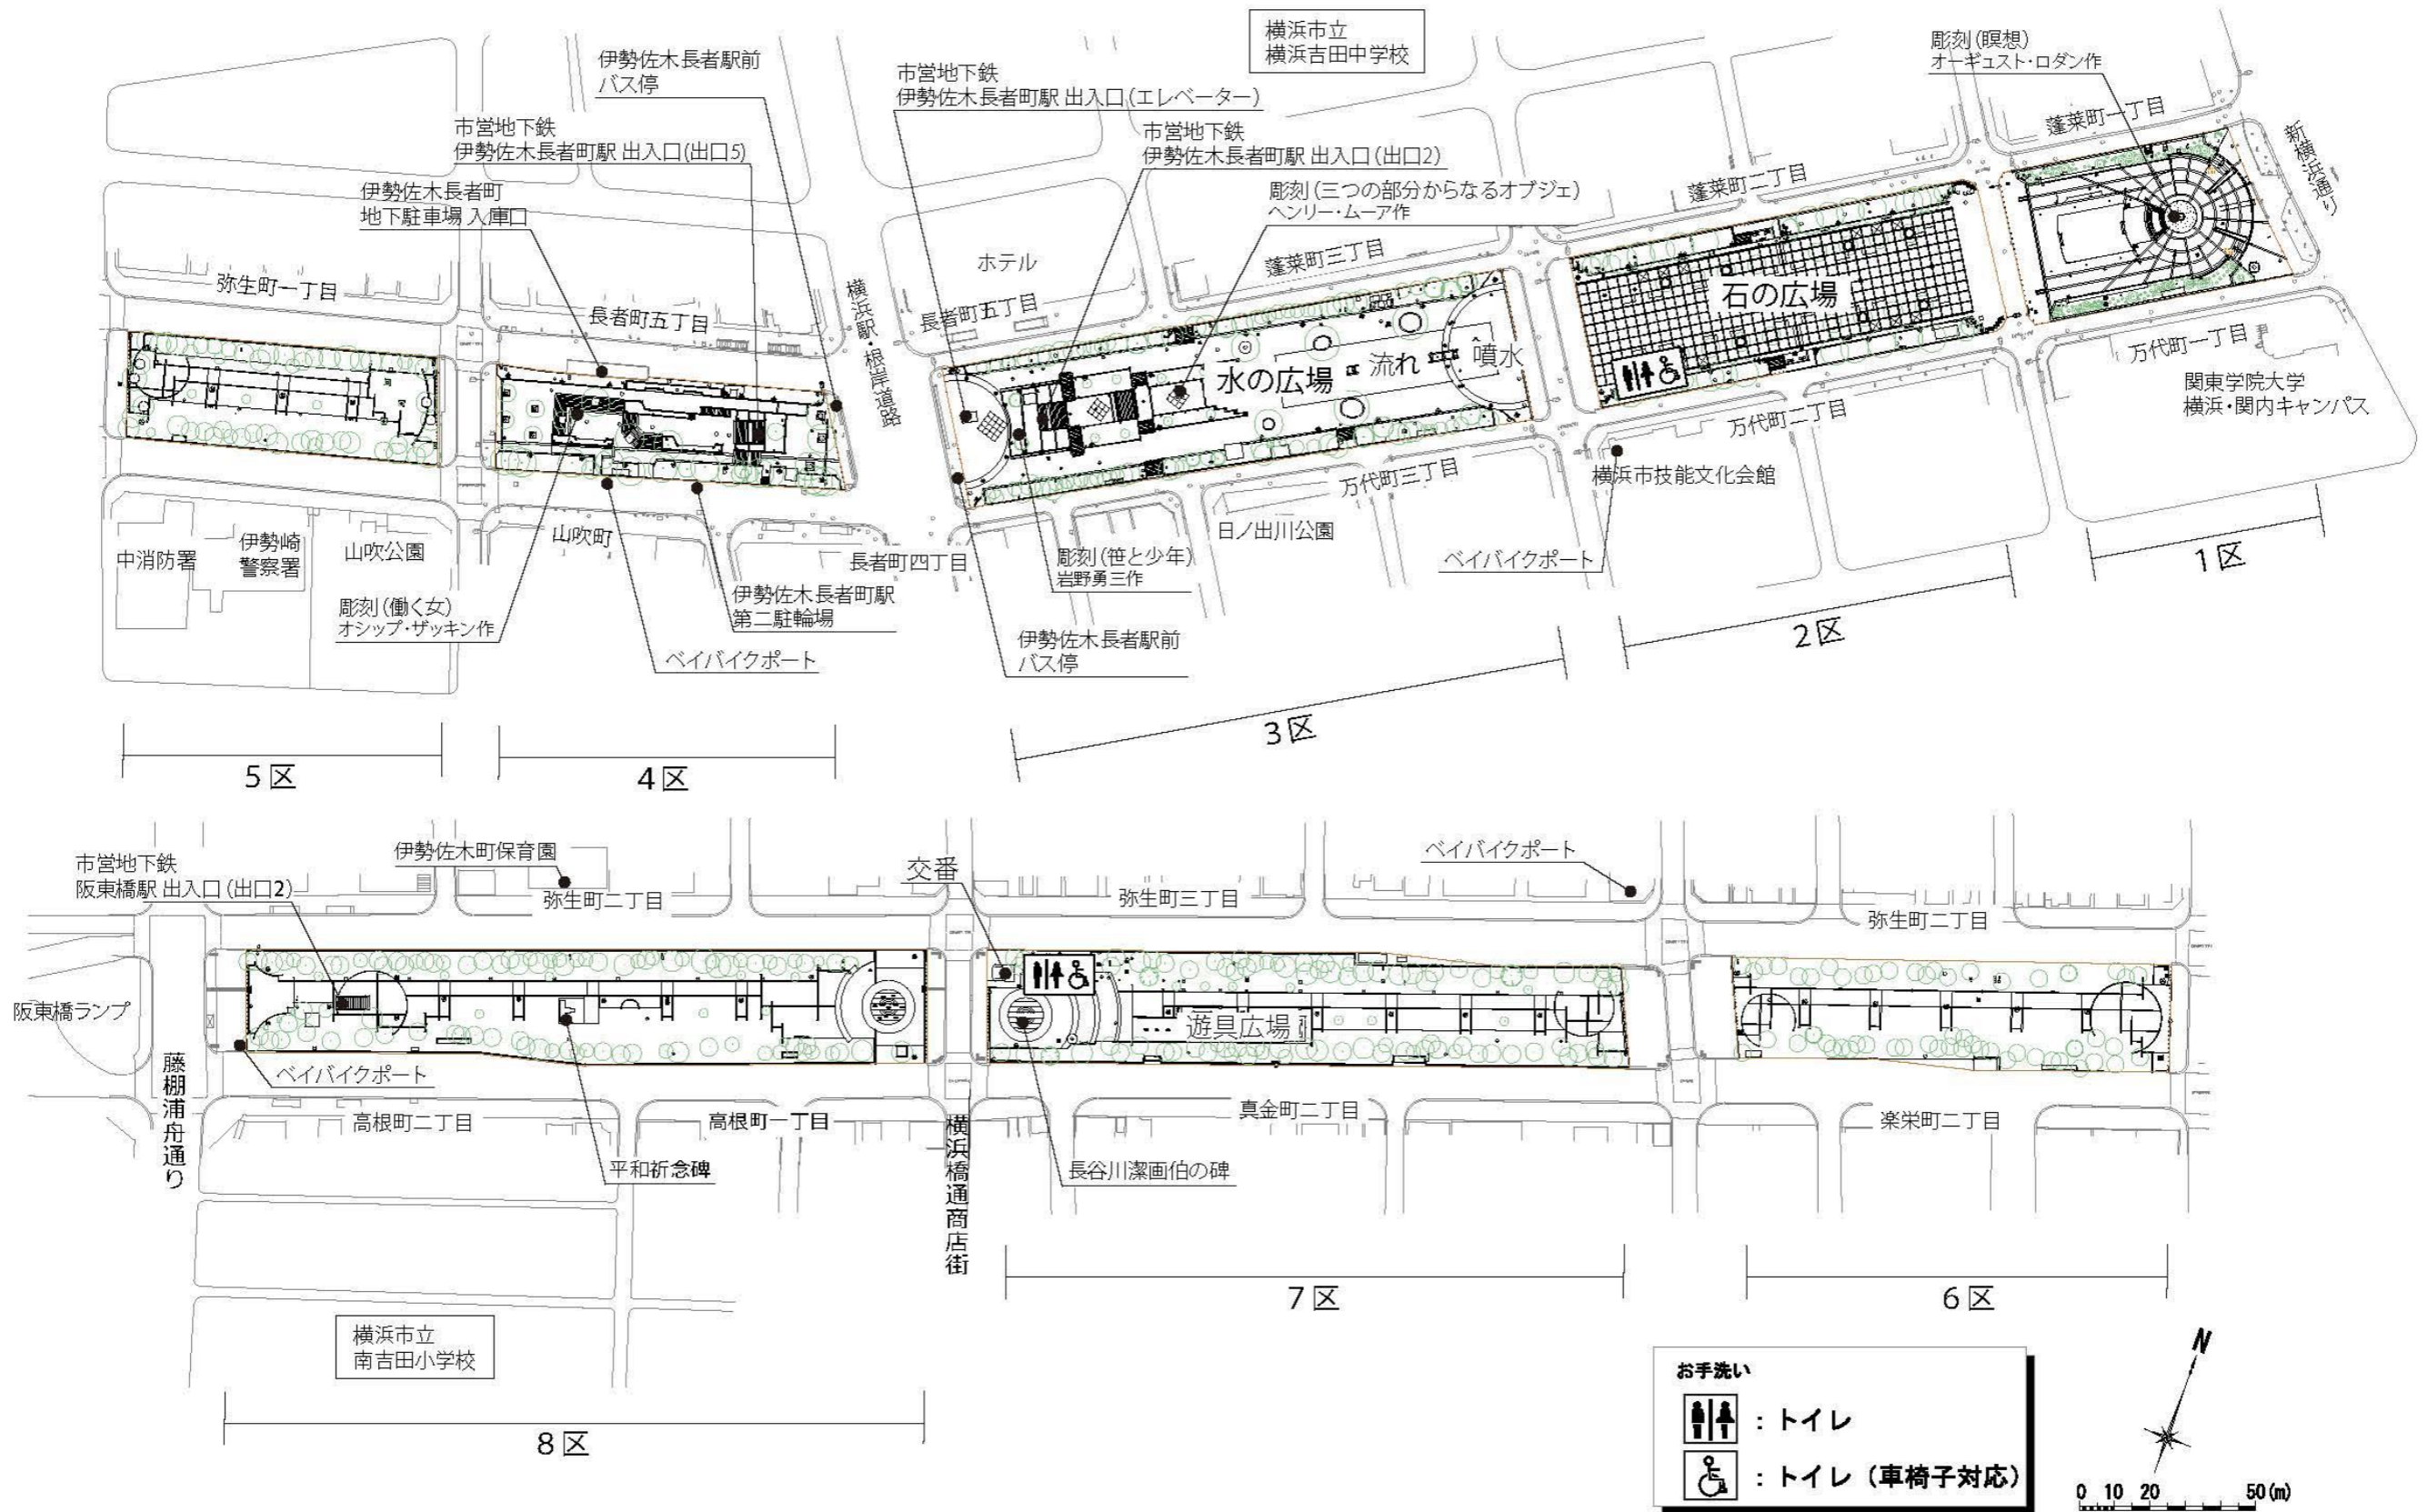 横浜市立
横浜吉田中学校
彫刻(瞑想)
オーギュスト・ロダン作
伊勢佐木長者駅前
バス停
市営地下鉄
伊勢佐木長者町駅 出入口(エレベーター)
市営地下鉄
伊勢佐木長者町駅 出入口(出口5)
市営地下鉄
伊勢佐木長者町駅 出入口(出口2)
伊勢佐木長者町
地下駐車場 入庫口
彫刻(三つの部分からなるオブジェ)
ヘンリー・ムーア作
蓬莱町一丁目
新横浜通り
蓬莱町二丁目
蓬莱町三丁目
ホテル
長者町五丁目
弥生町一丁目
長者町五丁目
横浜駅・根岸道路
石の広場
水の広場
流れ
噴水
万代町一丁目
関東学院大学
横浜・関内キャンパス
万代町二丁目
横浜市技能文化会館
万代町三丁目
日ノ出川公園
ベイバイクポート
中消防署
伊勢崎
警察署
山吹公園
山吹町
長者町四丁目
彫刻(笹と少年)
岩野勇三作
彫刻(働く女)
オシップ・ザッキン作
伊勢佐木長者町駅
第二駐輪場
ベイバイクポート
伊勢佐木長者駅前
バス停
1区
2区
3区
4区
5区
市営地下鉄
阪東橋駅 出入口(出口2)
伊勢佐木町保育園
弥生町二丁目
交番
弥生町三丁目
ベイバイクポート
弥生町二丁目
阪東橋ランプ
遊具広場
藤棚浦舟通り
ベイバイクポート
高根町二丁目
高根町一丁目
横浜橋通商店街
真金町二丁目
楽栄町二丁目
平和祈念碑
長谷川潔画伯の碑
7区
6区
横浜市立
南吉田小学校
8区
お手洗い
:トイレ
:トイレ(車椅子対応)
N
0 10 20 50(m)